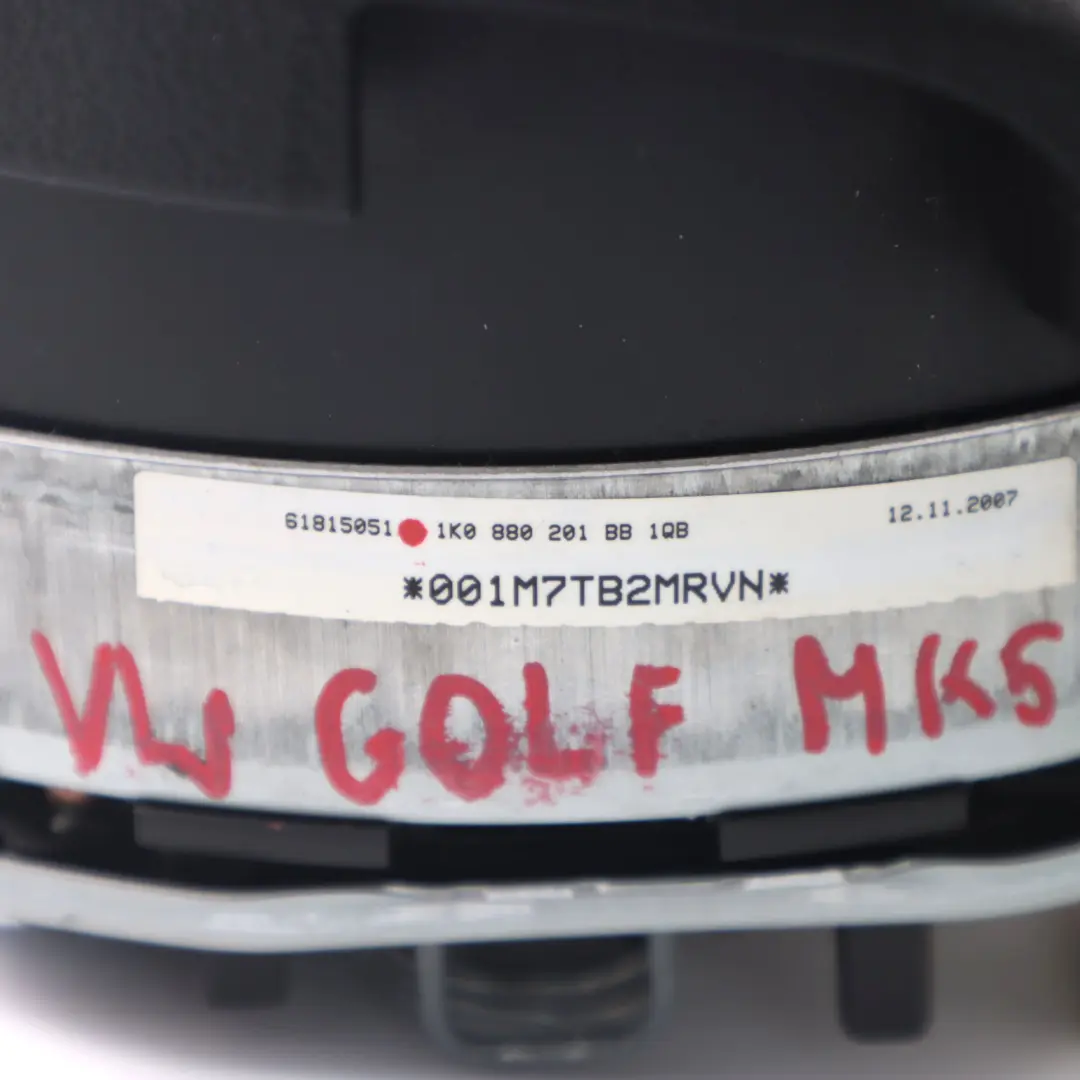 61815051 1K0 880 201 BB 1QB 12.11.2007
*001M7TB2MRVN*
VW GOLF MK5